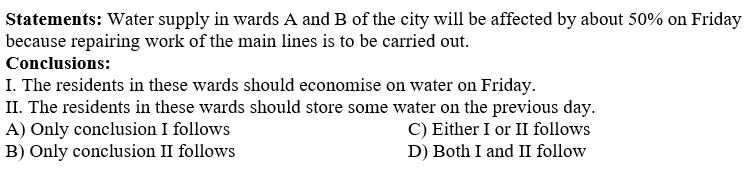 Statements: Water supply in wards A and B of the city will be affected by about 50% on Friday
because repairing work of the main lines is to be carried out.
Conclusions:
I. The residents in these wards should economise on water on Friday.
II. The residents in these wards should store some water on the previous day.
A) Only conclusion I follows C) Either I or II follows
B) Only conclusion II follows D) Both I and II follow